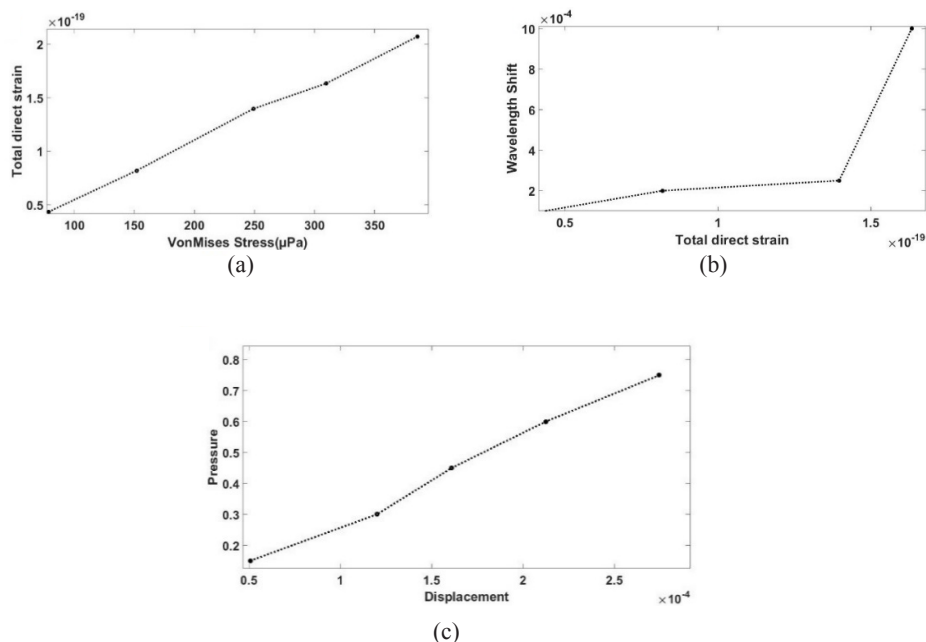 ×10⁻¹⁹
2
1.5
1
0.5
Total direct strain
100 150 200 250 300 350
VonMises Stress(µPa)
(a)
×10⁻⁴
10
8
6
4
2
Wavelength Shift
0.5 1 1.5
Total direct strain ×10⁻¹⁹
(b)
0.8
0.7
0.6
0.5
0.4
0.3
0.2
Pressure
0.5 1 1.5 2 2.5
Displacement ×10⁻⁴
(c)